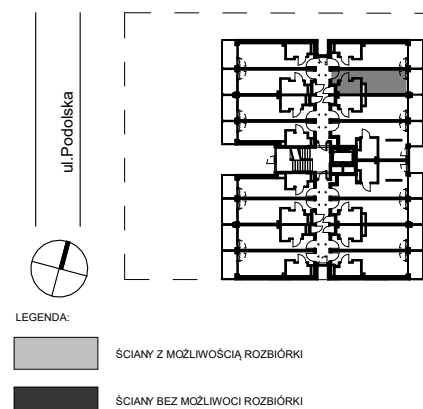 ul.Podolska
LEGENDA:
ŚCIANY Z MOŻLIWOŚCIĄ ROZBIÓRKI
ŚCIANY BEZ MOŻLIWOCI ROZBIÓRKI